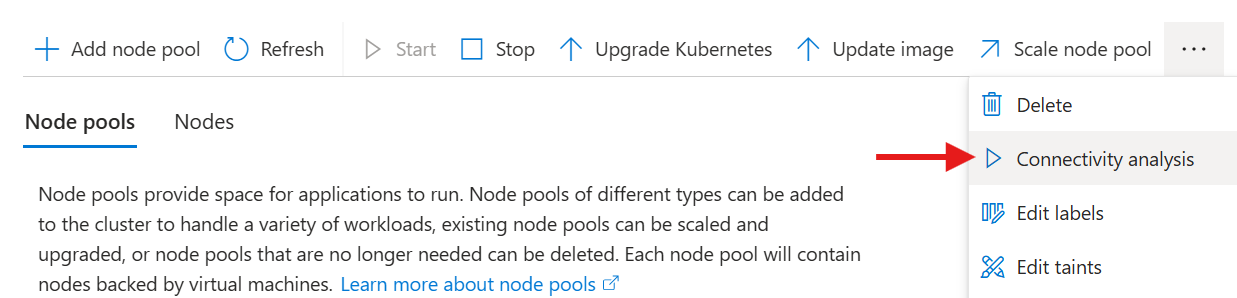 Add node pool Refresh Start Stop Upgrade Kubernetes Update image Scale node pool ...
Delete
Node pools Nodes
Connectivity analysis
Node pools provide space for applications to run. Node pools of different types can be added
to the cluster to handle a variety of workloads, existing node pools can be scaled and
upgraded, or node pools that are no longer needed can be deleted. Each node pool will contain
nodes backed by virtual machines. Learn more about node pools
Edit labels
Edit taints